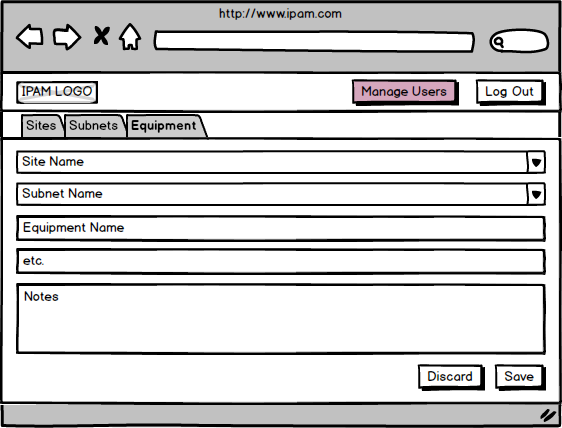 http://www.ipam.com
IPAM LOGO
Manage Users
Log Out
Sites
Subnets
Equipment
Site Name
Subnet Name
Equipment Name
etc.
Notes
Discard
Save